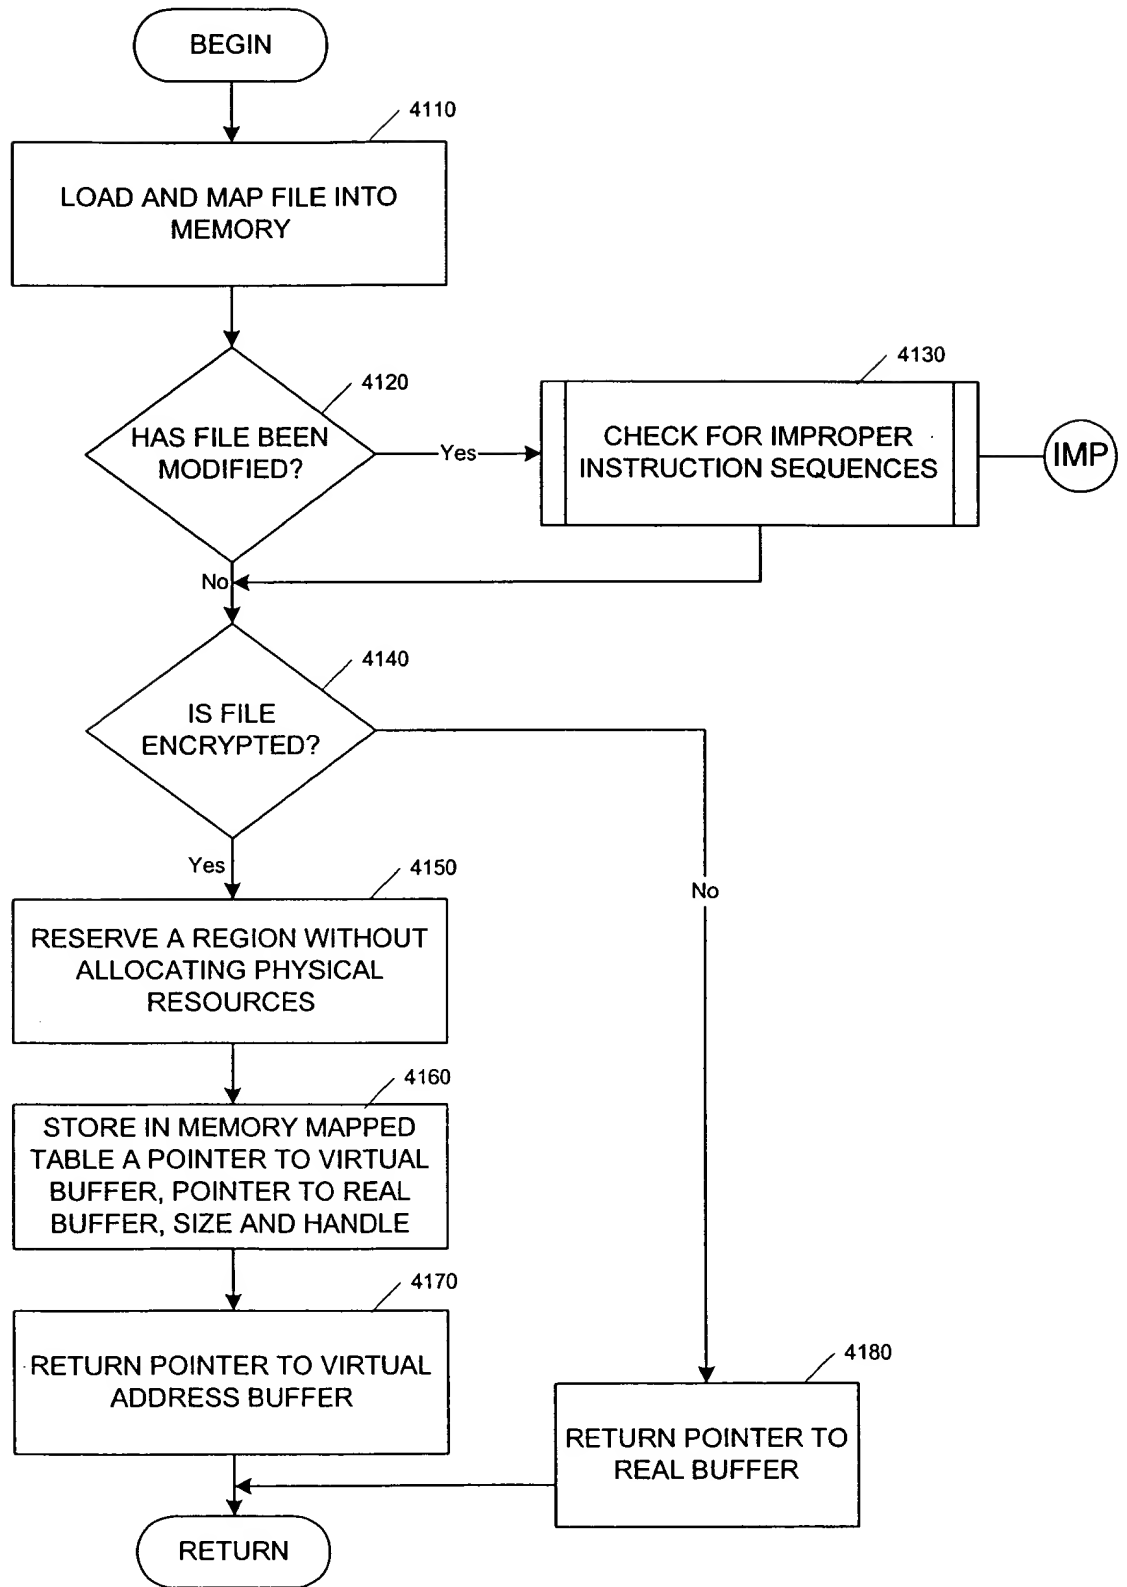 BEGIN
4110
LOAD AND MAP FILE INTO
MEMORY
4120
HAS FILE BEEN
MODIFIED?
Yes
4130
CHECK FOR IMPROPER
INSTRUCTION SEQUENCES
IMP
No
4140
IS FILE
ENCRYPTED?
Yes
No
4150
RESERVE A REGION WITHOUT
ALLOCATING PHYSICAL
RESOURCES
4160
STORE IN MEMORY MAPPED
TABLE A POINTER TO VIRTUAL
BUFFER, POINTER TO REAL
BUFFER, SIZE AND HANDLE
4170
RETURN POINTER TO VIRTUAL
ADDRESS BUFFER
4180
RETURN POINTER TO
REAL BUFFER
RETURN